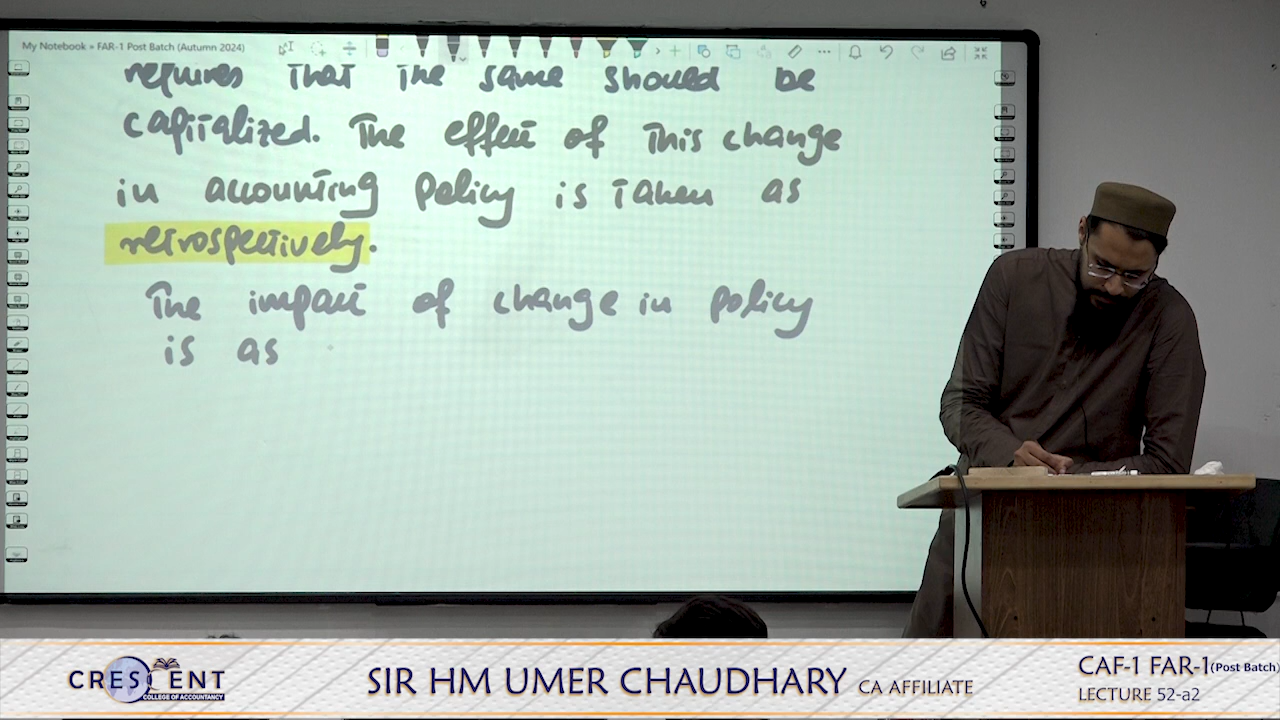 My Notebook » FAR-1 Post Batch (Autumn 2024)
requires that the same should be
capitalized. The effect of this change
in accounting policy is taken as
retrospectively.
The impact of change in policy
is as
CRESCENT
COLLEGE OF ACCOUNTANCY
SIR HM UMER CHAUDHARY CA AFFILIATE
CAF-1 FAR-1(Post Batch)
LECTURE 52-a2